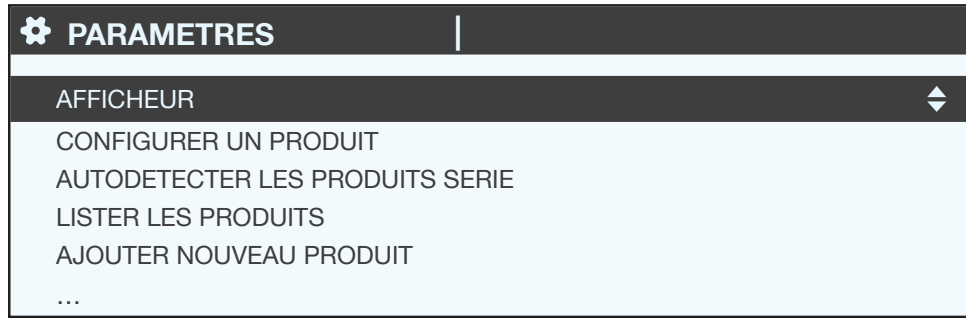 PARAMETRES
AFFICHEUR
CONFIGURER UN PRODUIT
AUTODETECTER LES PRODUITS SERIE
LISTER LES PRODUITS
AJOUTER NOUVEAU PRODUIT
…